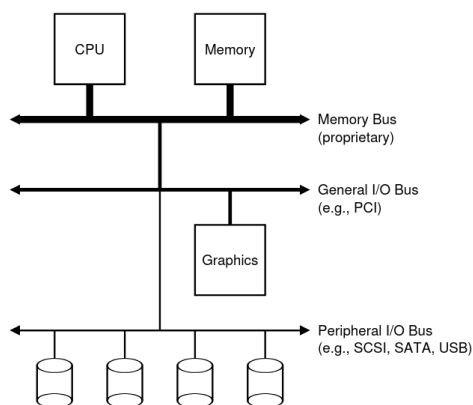 CPU
Memory
Memory Bus
(proprietary)
General I/O Bus
(e.g., PCI)
Graphics
Peripheral I/O Bus
(e.g., SCSI, SATA, USB)